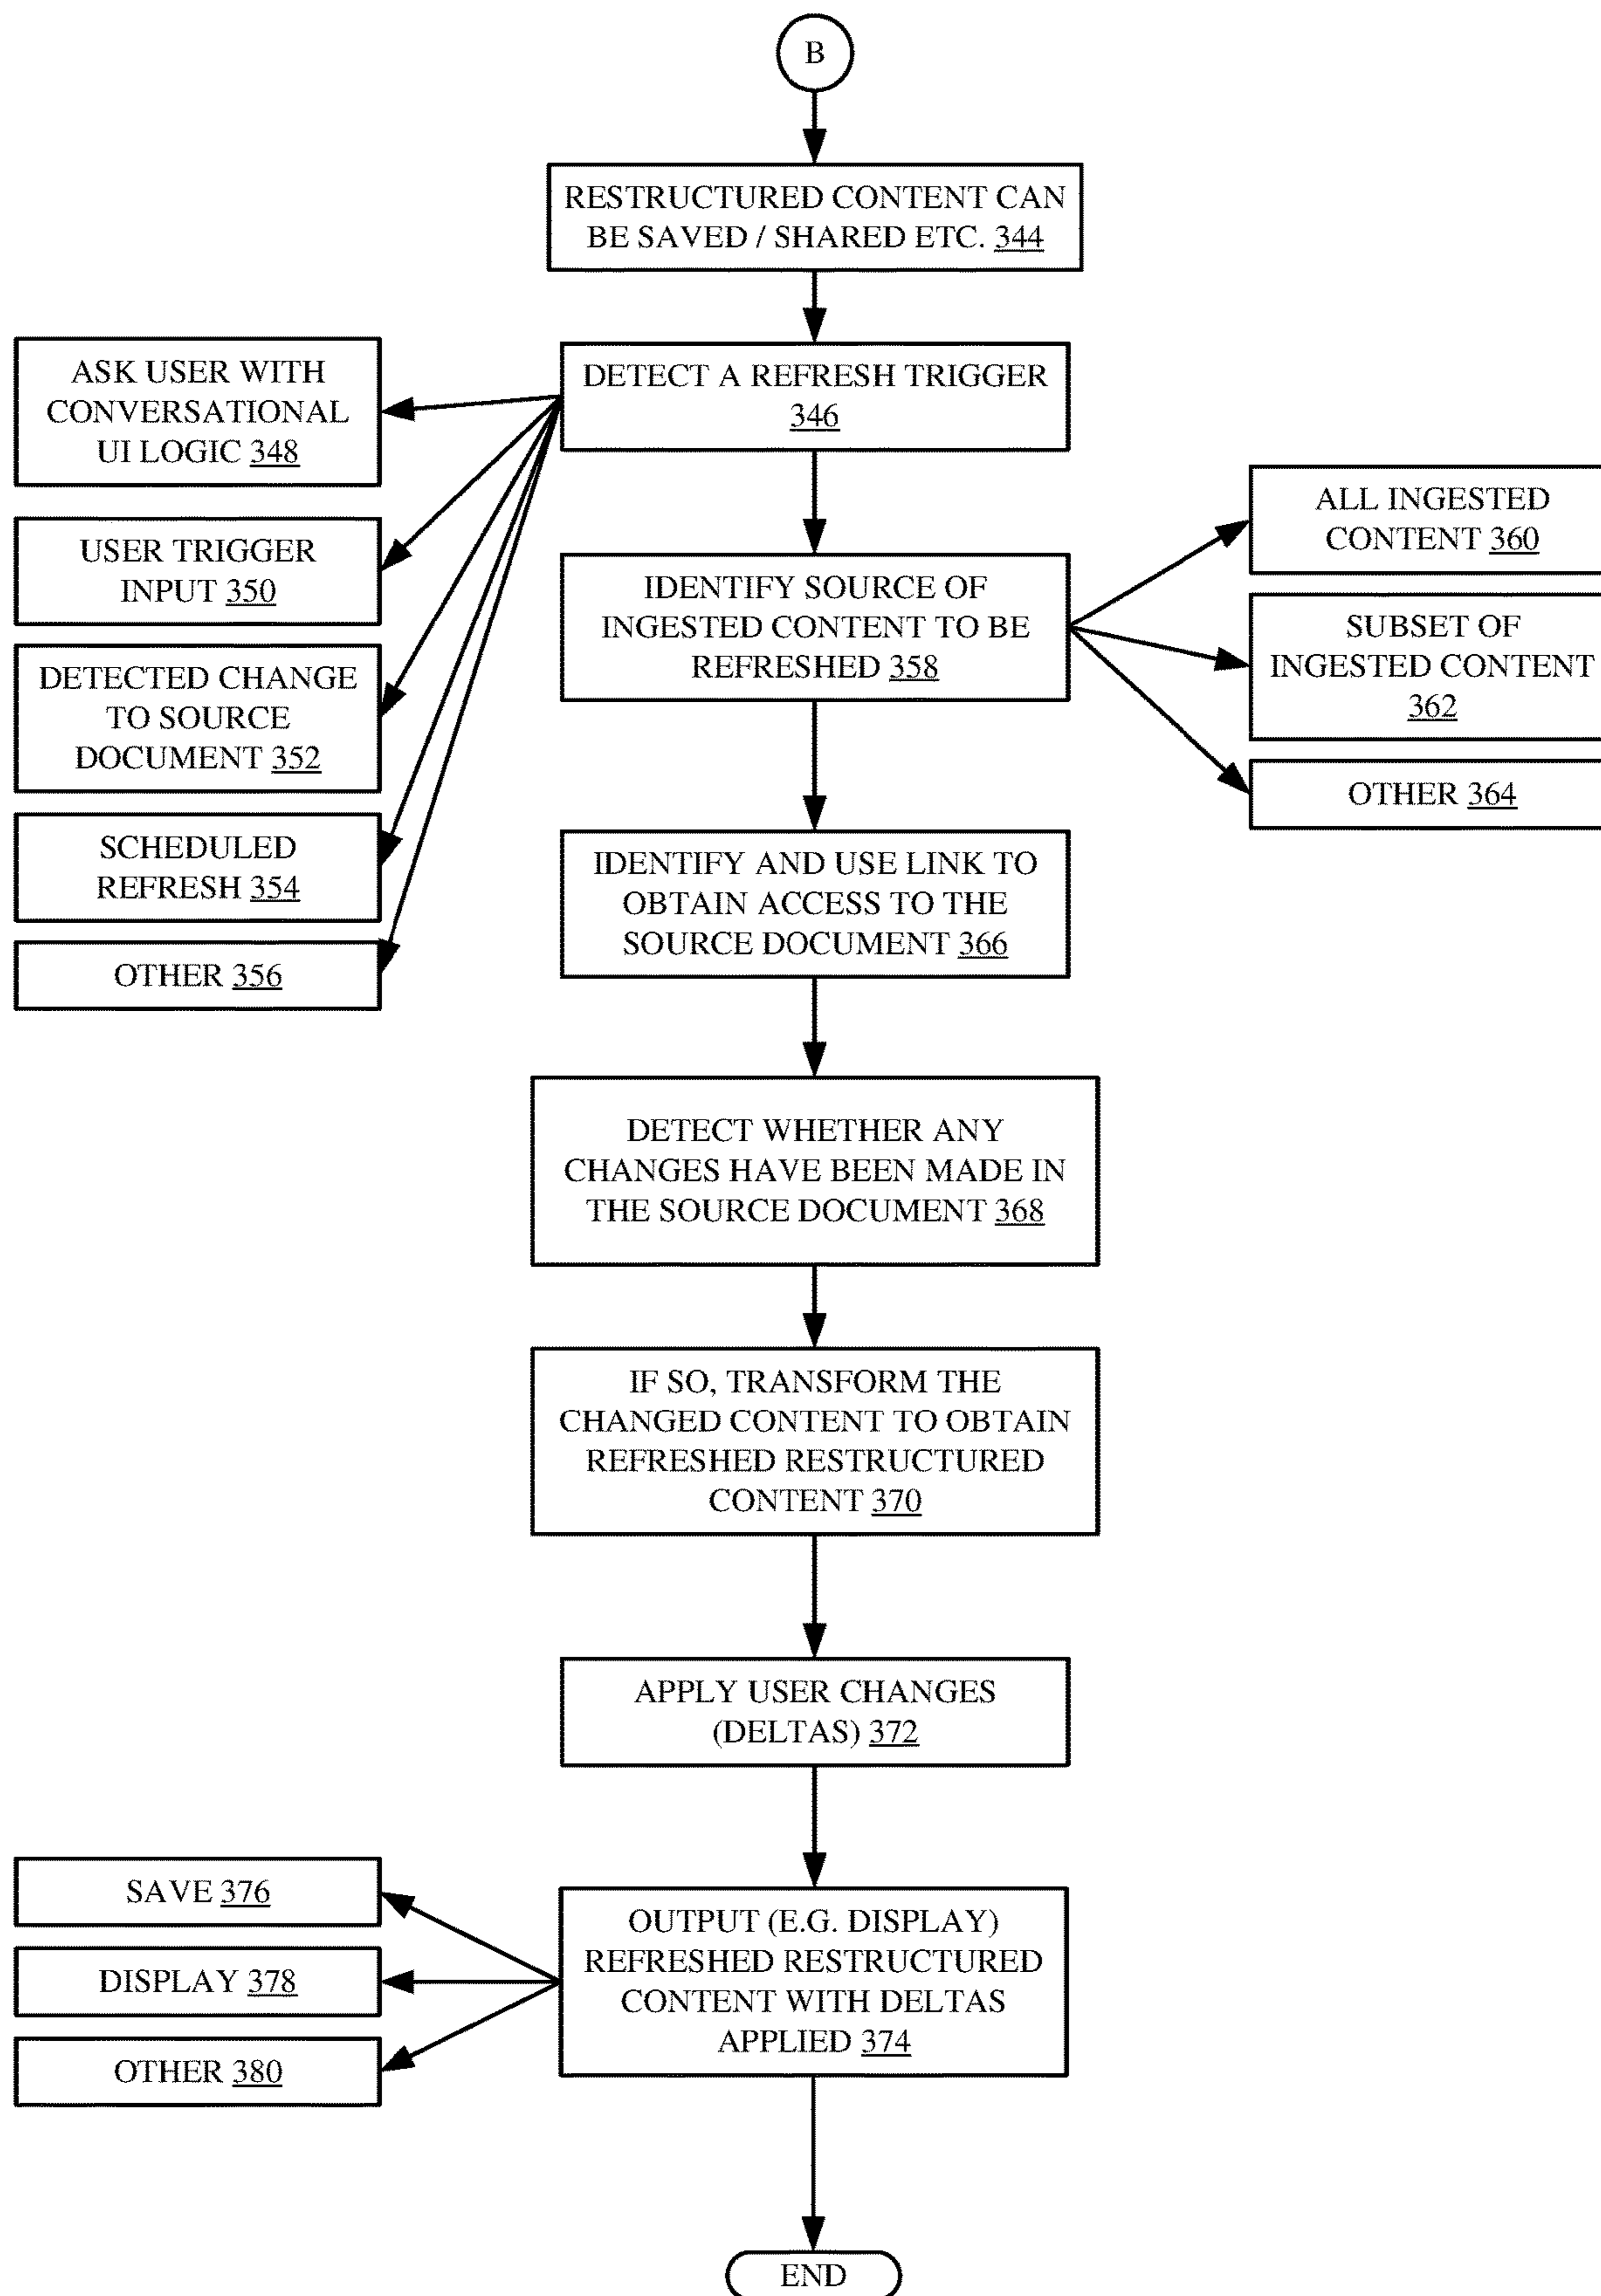 B
RESTRUCTURED CONTENT CAN
BE SAVED / SHARED ETC. 344
DETECT A REFRESH TRIGGER
346
ASK USER WITH
CONVERSATIONAL
UI LOGIC 348
USER TRIGGER
INPUT 350
DETECTED CHANGE
TO SOURCE
DOCUMENT 352
SCHEDULED
REFRESH 354
OTHER 356
IDENTIFY SOURCE OF
INGESTED CONTENT TO BE
REFRESHED 358
ALL INGESTED
CONTENT 360
SUBSET OF
INGESTED CONTENT
362
OTHER 364
IDENTIFY AND USE LINK TO
OBTAIN ACCESS TO THE
SOURCE DOCUMENT 366
DETECT WHETHER ANY
CHANGES HAVE BEEN MADE IN
THE SOURCE DOCUMENT 368
IF SO, TRANSFORM THE
CHANGED CONTENT TO OBTAIN
REFRESHED RESTRUCTURED
CONTENT 370
APPLY USER CHANGES
(DELTAS) 372
OUTPUT (E.G. DISPLAY)
REFRESHED RESTRUCTURED
CONTENT WITH DELTAS
APPLIED 374
SAVE 376
DISPLAY 378
OTHER 380
END